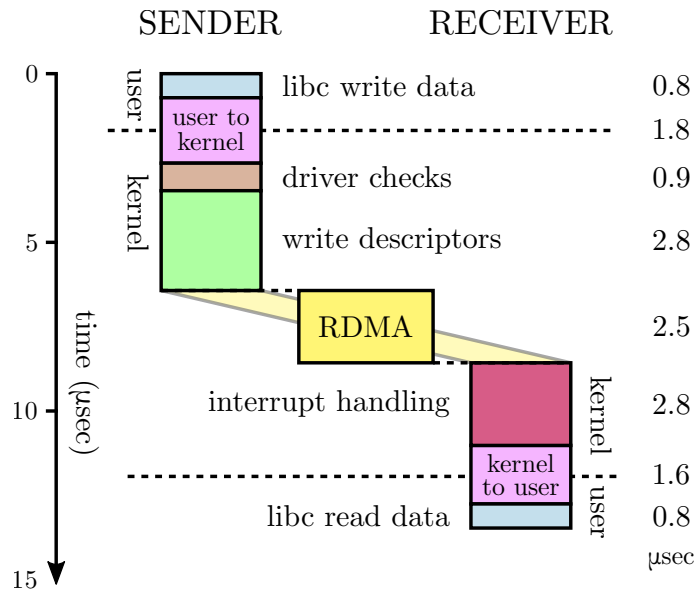 SENDER RECEIVER
0
user
libc write data 0.8
user to
kernel
1.8
kernel
driver checks 0.9
5
write descriptors 2.8
time (µsec)
RDMA 2.5
10
interrupt handling 2.8
kernel
kernel
to user
1.6
user
libc read data 0.8
µsec
15